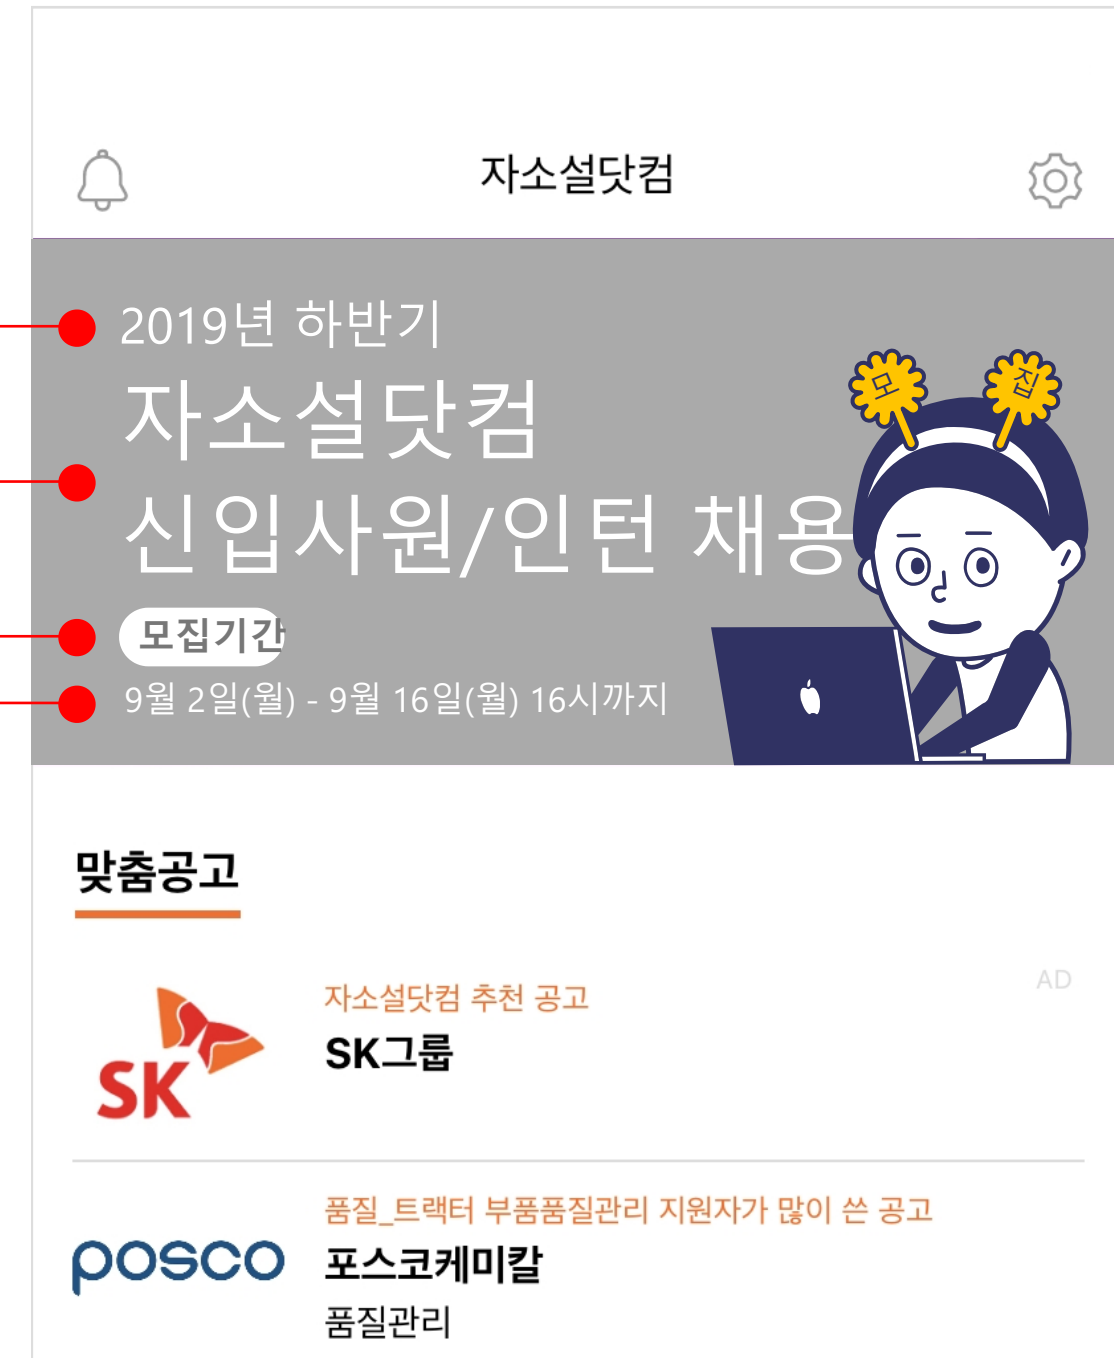 자소설닷컴
2019년 하반기
자소설닷컴
신입사원/인턴 채용
모 집
모집기간
9월 2일(월) - 9월 16일(월) 16시까지
맞춤공고
AD
자소설닷컴 추천 공고
SK
SK그룹
품질_트랙터 부품품질관리 지원자가 많이 쓴 공고
posco
포스코케미칼
품질관리